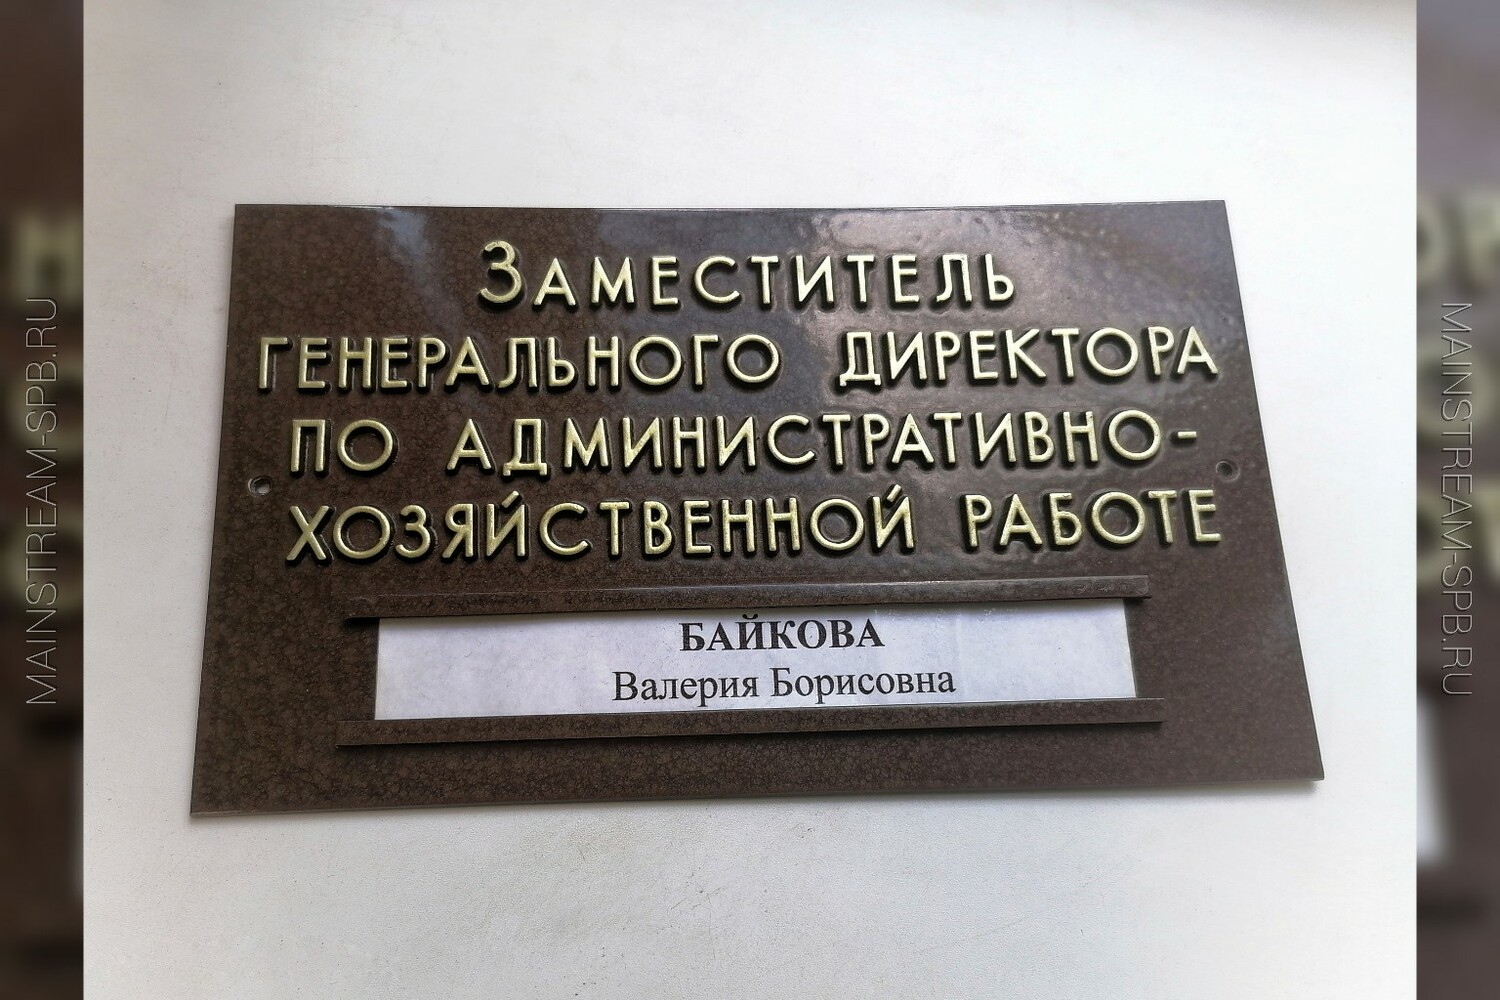 Заместитель
генерального директора
по административно-
хозяйственной работе
БАЙКОВА
Валерия Борисовна
MAINSTREAM-SPB.RU
MAINSTREAM-SPB.RU